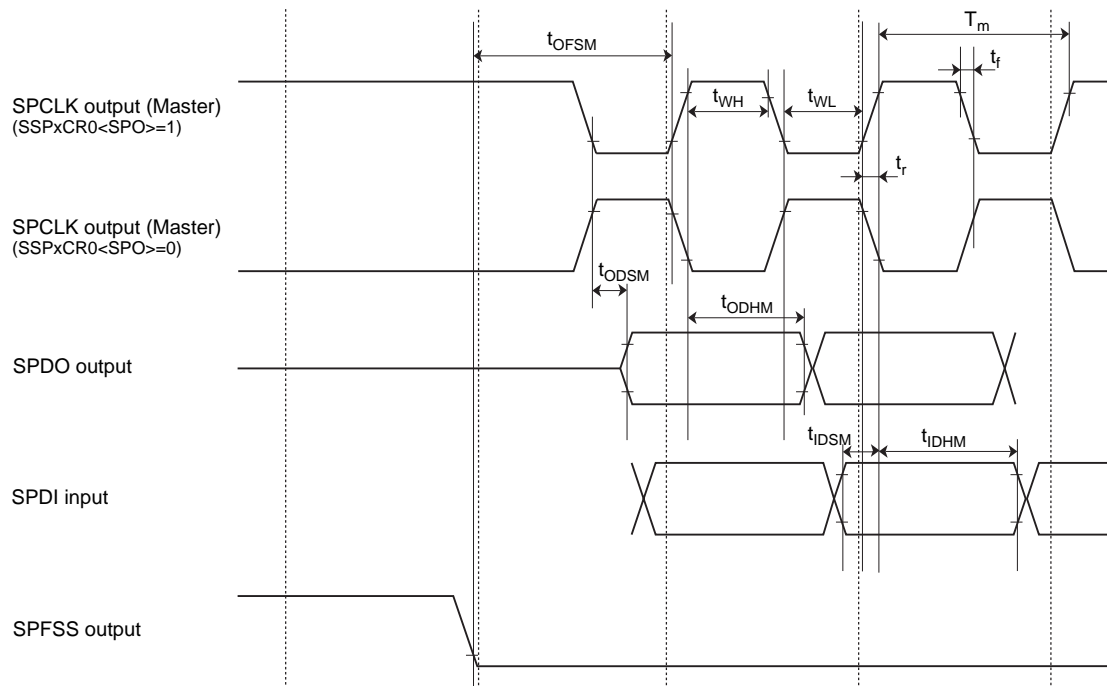 T_m
t_OFSM
t_f
SPCLK output (Master)
(SSPxCR0<SPO>=1)
t_WH
t_WL
t_r
SPCLK output (Master)
(SSPxCR0<SPO>=0)
t_ODSM
t_ODHM
SPDO output
t_IDSM
t_IDHM
SPDI input
SPFSS output